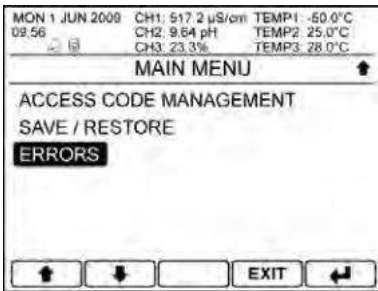 MON 1 JUN 2009 CH1: 517.2 µS/cm TEMP1: -50.0°C
09:56 CH2: 9.64 pH TEMP2: 25.0°C
CH3: 23.3% TEMP3: 28.0°C
MAIN MENU
ACCESS CODE MANAGEMENT
SAVE / RESTORE
ERRORS
EXIT